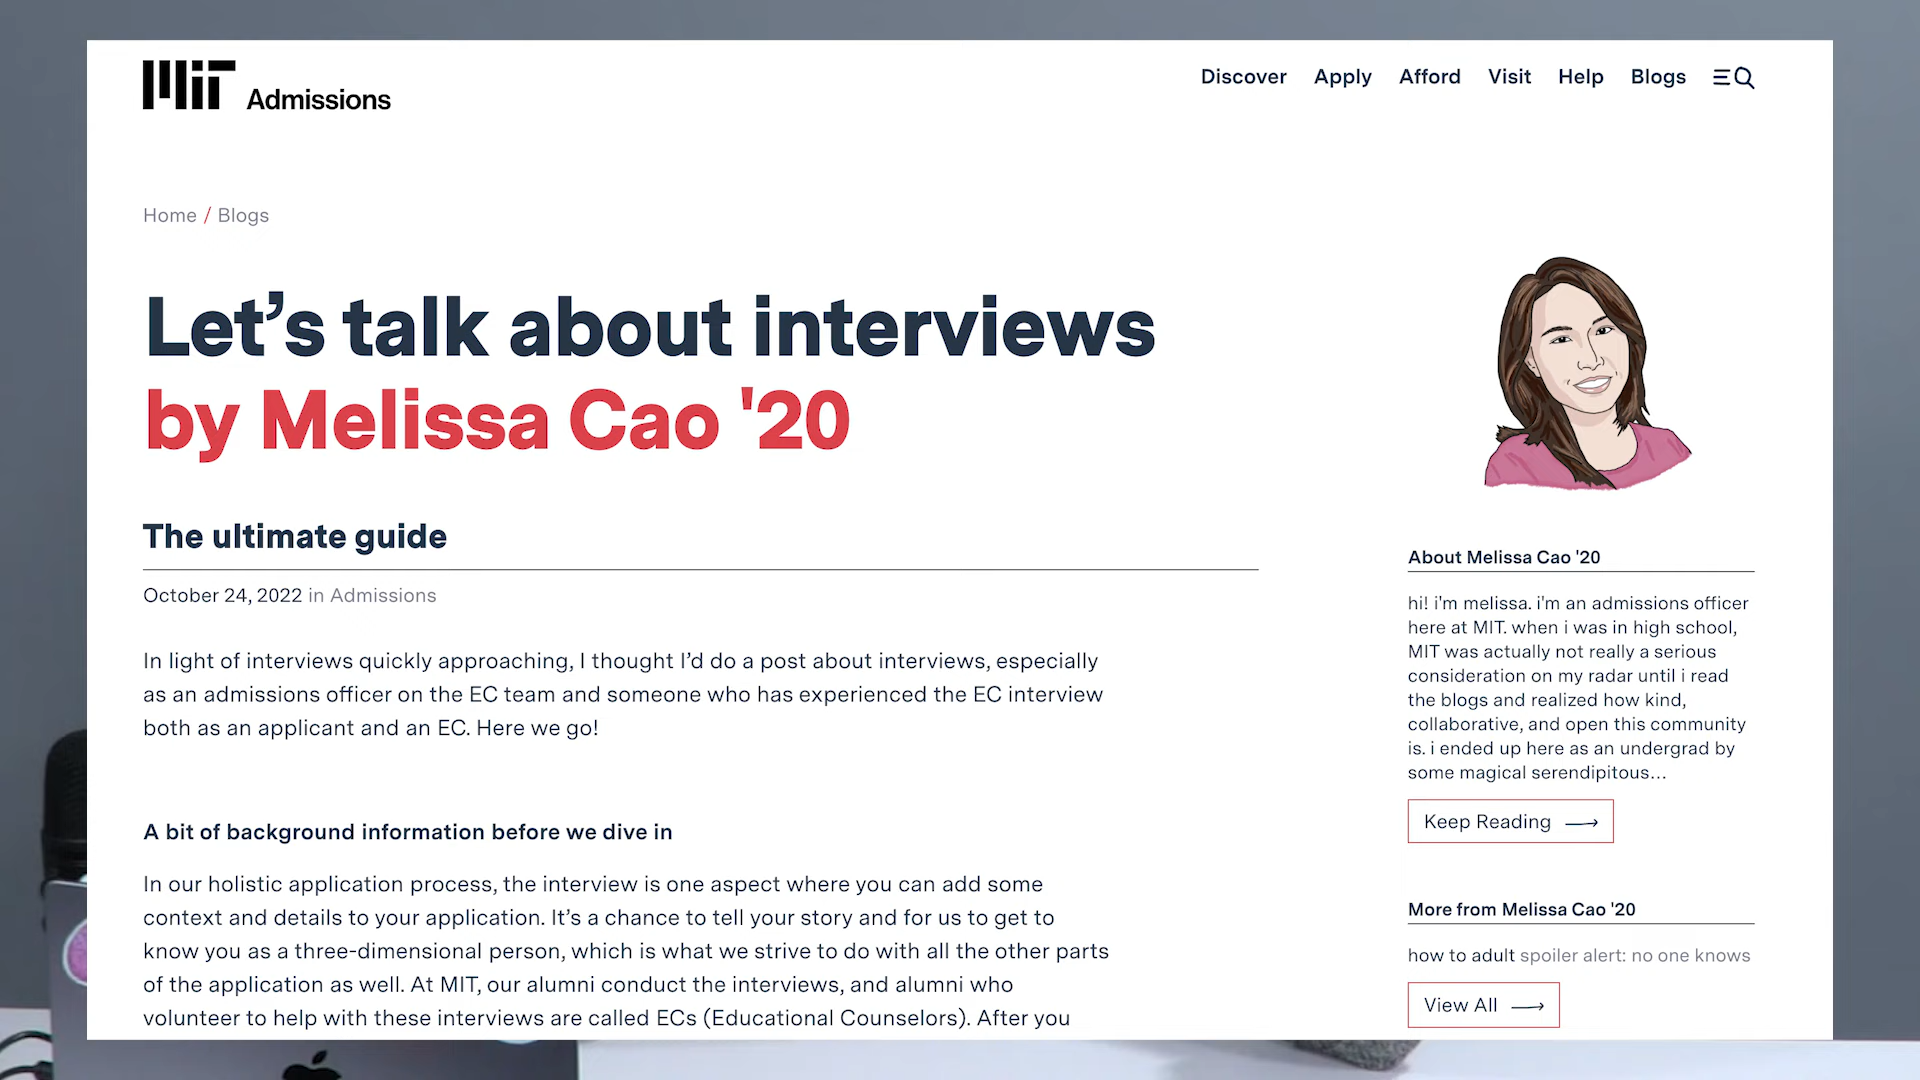 MIT Admissions
Discover Apply Afford Visit Help Blogs
Home / Blogs
Let’s talk about interviews
by Melissa Cao '20
The ultimate guide
October 24, 2022 in Admissions
In light of interviews quickly approaching, I thought I’d do a post about interviews, especially
as an admissions officer on the EC team and someone who has experienced the EC interview
both as an applicant and an EC. Here we go!
A bit of background information before we dive in
In our holistic application process, the interview is one aspect where you can add some
context and details to your application. It’s a chance to tell your story and for us to get to
know you as a three-dimensional person, which is what we strive to do with all the other parts
of the application as well. At MIT, our alumni conduct the interviews, and alumni who
volunteer to help with these interviews are called ECs (Educational Counselors). After you
About Melissa Cao '20
hi! i'm melissa. i'm an admissions officer
here at MIT. when i was in high school,
MIT was actually not really a serious
consideration on my radar until i read
the blogs and realized how kind,
collaborative, and open this community
is. i ended up here as an undergrad by
some magical serendipitous...
Keep Reading
More from Melissa Cao '20
how to adult spoiler alert: no one knows
View All